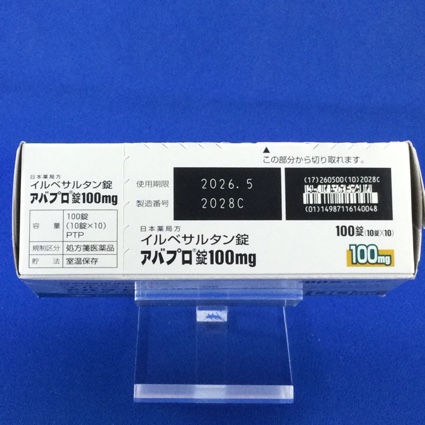 日本薬局方
イルベサルタン錠
アバプロ®錠100mg
容量 100錠
(10錠×10)
PTP
規制区分 処方箋医薬品
貯法 室温保存
▲
この部分から切り取れます。
使用期限 2026.5
製造番号 2028C
(17)260500(10)2028C
(01)14987116140048
日本薬局方
イルベサルタン錠
アバプロ®錠100mg
100錠(10錠×10)
100mg